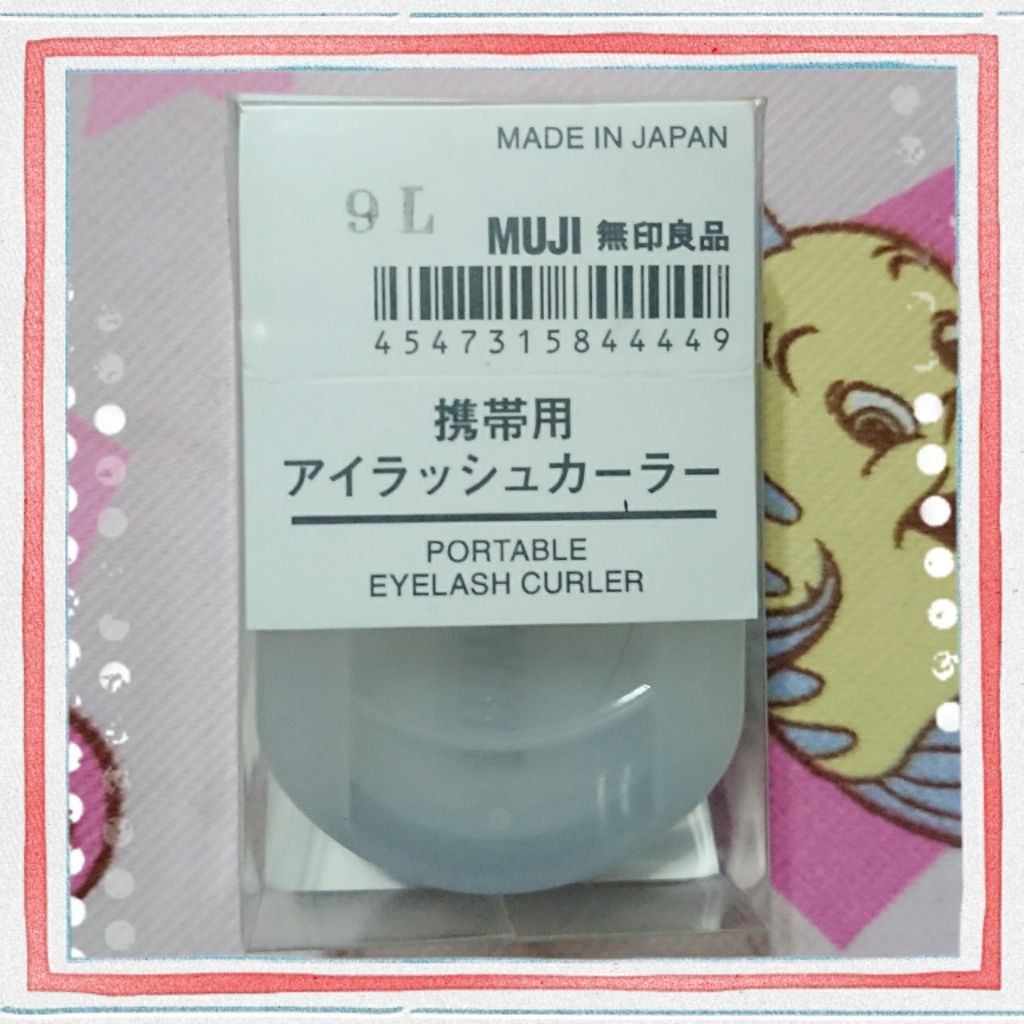 MADE IN JAPAN
9 L
MUJI 無印良品
4547315844449
携帯用
アイラッシュカーラー
PORTABLE
EYELASH CURLER